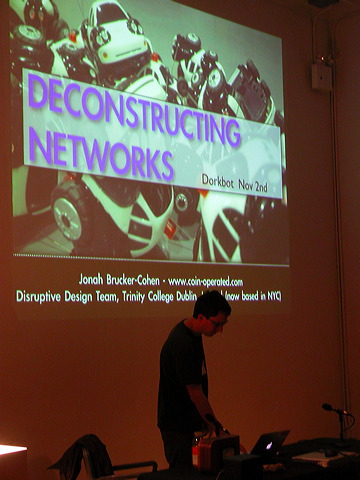 DECONSTRUCTING
NETWORKS
Dorkbot Nov 2nd
Jonah Brucker-Cohen - www.coin-operated.com
Disruptive Design Team, Trinity College Dublin, (now based in NYC)